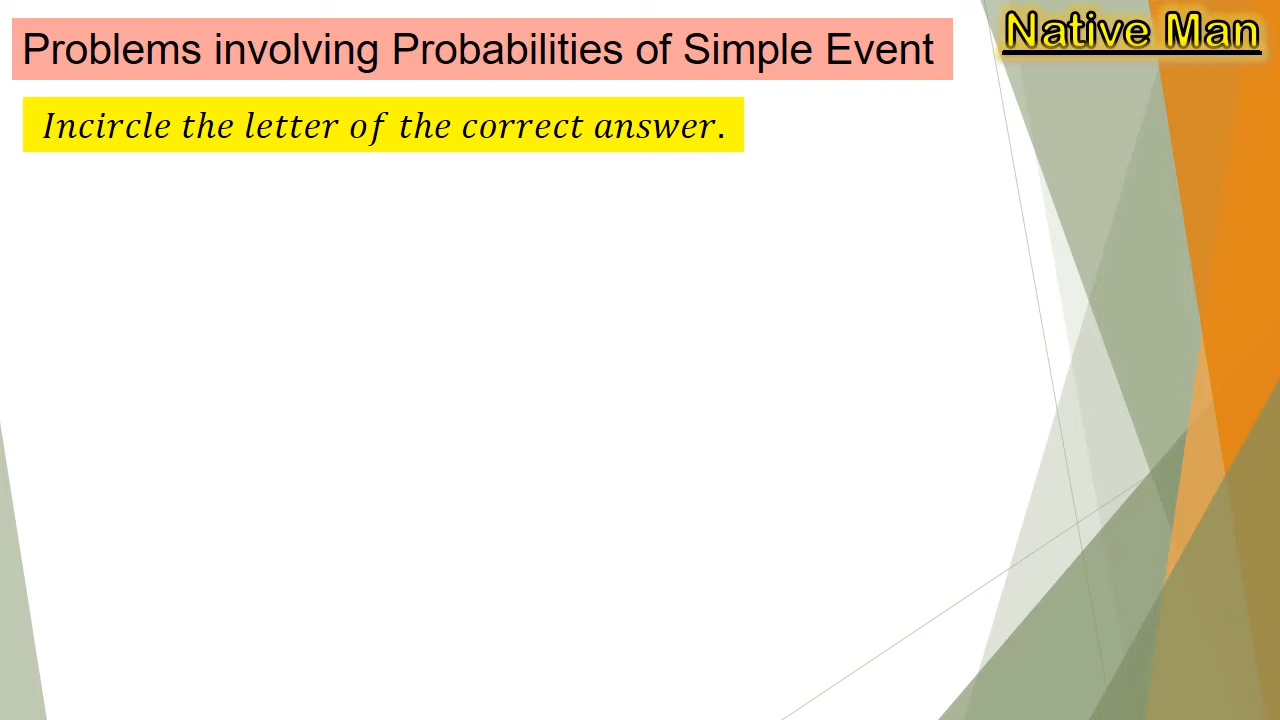 Problems involving Probabilities of Simple Event
Native Man
Incircle the letter of the correct answer.